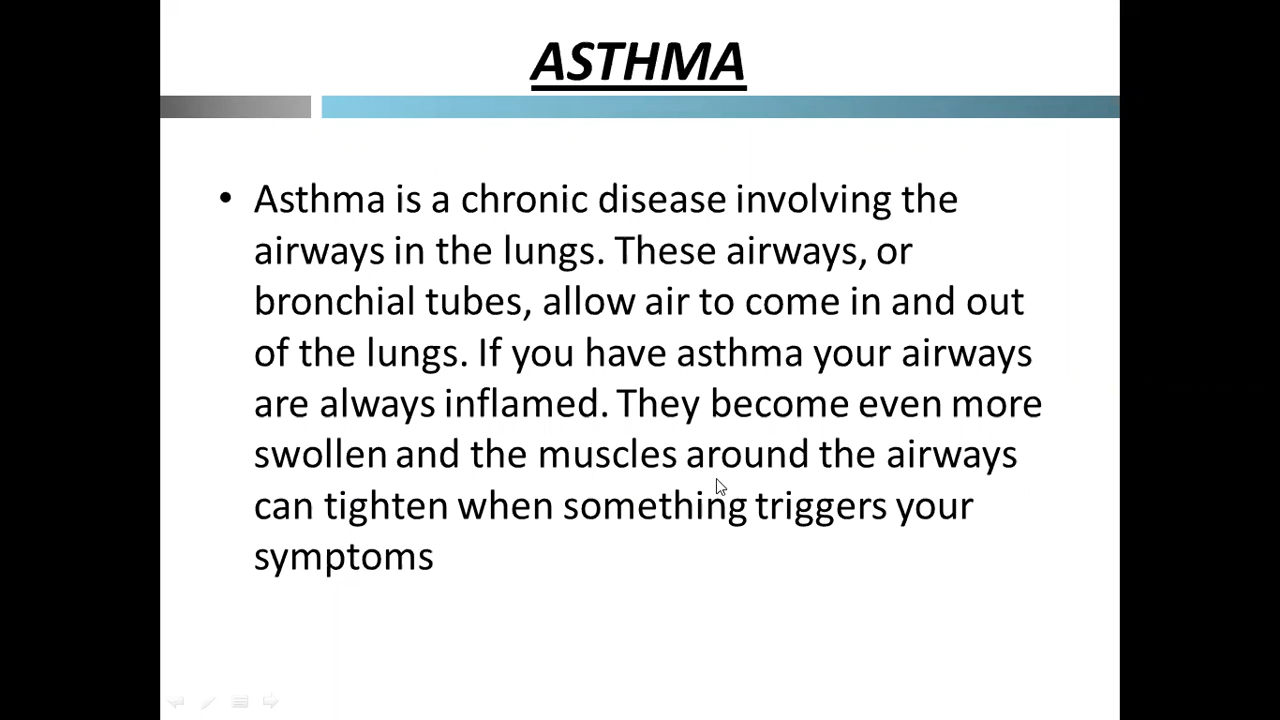 ASTHMA
• Asthma is a chronic disease involving the
airways in the lungs. These airways, or
bronchial tubes, allow air to come in and out
of the lungs. If you have asthma your airways
are always inflamed. They become even more
swollen and the muscles around the airways
can tighten when something triggers your
symptoms